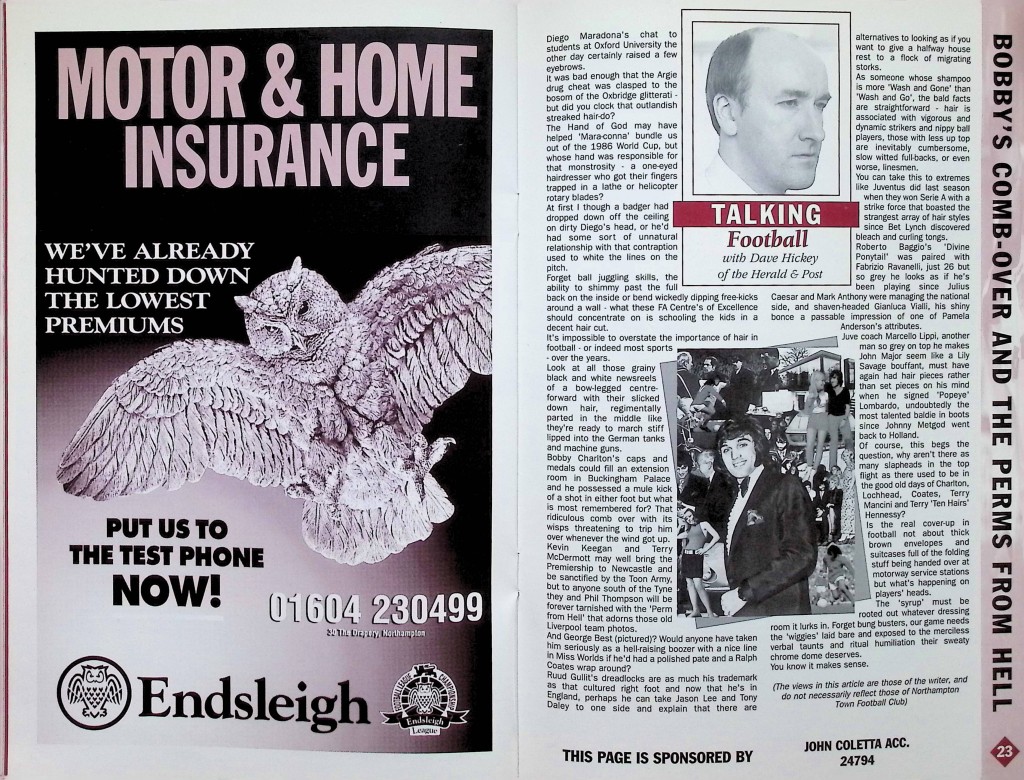 MOTOR & HOME
INSURANCE
WE'VE ALREADY
HUNTED DOWN
THE LOWEST
PREMIUMS
PUT US TO
THE TEST PHONE
NOW!
01604 230499
30 The Drapery, Northampton
Endsleigh
Endsleigh
League
Diego Maradona's chat to
students at Oxford University the
other day certainly raised a few
eyebrows.
It was bad enough that the Argie
drug cheat was clasped to the
bosom of the Oxbridge glitterati -
but did you clock that outlandish
streaked hair-do?
The Hand of God may have
helped 'Mara-conna' bundle us
out of the 1986 World Cup, but
whose hand was responsible for
that monstrosity - a one-eyed
hairdresser who got their fingers
trapped in a lathe or helicopter
rotary blades?
At first I though a badger had
dropped down off the ceiling
on dirty Diego's head, or he'd
had some sort of unnatural
relationship with that contraption
used to white the lines on the
pitch.
Forget ball juggling skills, the
ability to shimmy past the full
back on the inside or bend wickedly dipping free-kicks
around a wall - what these FA Centre's of Excellence
should concentrate on is schooling the kids in a
decent hair cut.
It's impossible to overstate the importance of hair in
football - or indeed most sports
- over the years.
Look at all those grainy
black and white newsreels
of a bow-legged centre-
forward with their slicked
down hair, regimentally
parted in the middle like
they're ready to march stiff
lipped into the German tanks
and machine guns.
Bobby Charlton's caps and
medals could fill an extension
room in Buckingham Palace
and he possessed a mule kick
of a shot in either foot but what
is most remembered for? That
ridiculous comb over with its
wisps threatening to trip him
over whenever the wind got up.
Kevin Keegan and Terry
McDermott may well bring the
Premiership to Newcastle and
be sanctified by the Toon Army,
but to anyone south of the Tyne
they and Phil Thompson will be
forever tarnished with the 'Perm
from Hell' that adorns those old
Liverpool team photos.
And George Best (pictured)? Would anyone have taken
him seriously as a hell-raising boozer with a nice line
in Miss Worlds if he'd had a polished pate and a Ralph
Coates wrap around?
Ruud Gullit's dreadlocks are as much his trademark
as that cultured right foot and now that he's in
England, perhaps he can take Jason Lee and Tony
Daley to one side and explain that there are
TALKING
Football
with Dave Hickey
of the Herald & Post
alternatives to looking as if you
want to give a halfway house
rest to a flock of migrating
storks.
As someone whose shampoo
is more 'Wash and Gone' than
'Wash and Go', the bald facts
are straightforward - hair is
associated with vigorous and
dynamic strikers and nippy ball
players, those with less up top
are inevitably cumbersome,
slow witted full-backs, or even
worse, linesmen.
You can take this to extremes
like Juventus did last season
when they won Serie A with a
strike force that boasted the
strangest array of hair styles
since Bet Lynch discovered
bleach and curling tongs.
Roberto Baggio's 'Divine
Ponytail' was paired with
Fabrizio Ravanelli, just 26 but
so grey he looks as if he's
been playing since Julius
Caesar and Mark Anthony were managing the national
side, and shaven-headed Gianluca Vialli, his shiny
bonce a passable impression of one of Pamela
Anderson's attributes.
Juve coach Marcello Lippi, another
man so grey on top he makes
John Major seem like a Lily
Savage bouffant, must have
again had hair pieces rather
than set pieces on his mind
when he signed 'Popeye'
Lombardo, undoubtedly the
most talented baldie in boots
since Johnny Metgod went
back to Holland.
Of course, this begs the
question, why aren't there as
many slapheads in the top
flight as there used to be in
the good old days of Charlton,
Lochhead, Coates, Terry
Mancini and Terry 'Ten Hairs'
Hennessy?
Is the real cover-up in
football not about thick
brown envelopes and
suitcases full of the folding
stuff being handed over at
motorway service stations
but what's happening on
players' heads.
The 'syrup' must be
rooted out whatever dressing
room it lurks in. Forget bung busters, our game needs
the 'wiggies' laid bare and exposed to the merciless
verbal taunts and ritual humiliation their sweaty
chrome dome deserves.
You know it makes sense.
(The views in this article are those of the writer, and
do not necessarily reflect those of Northampton
Town Football Club)
THIS PAGE IS SPONSORED BY
JOHN COLETTA ACC.
24794
BOBBY'S COMB-OVER AND THE PERMS FROM HELL
23